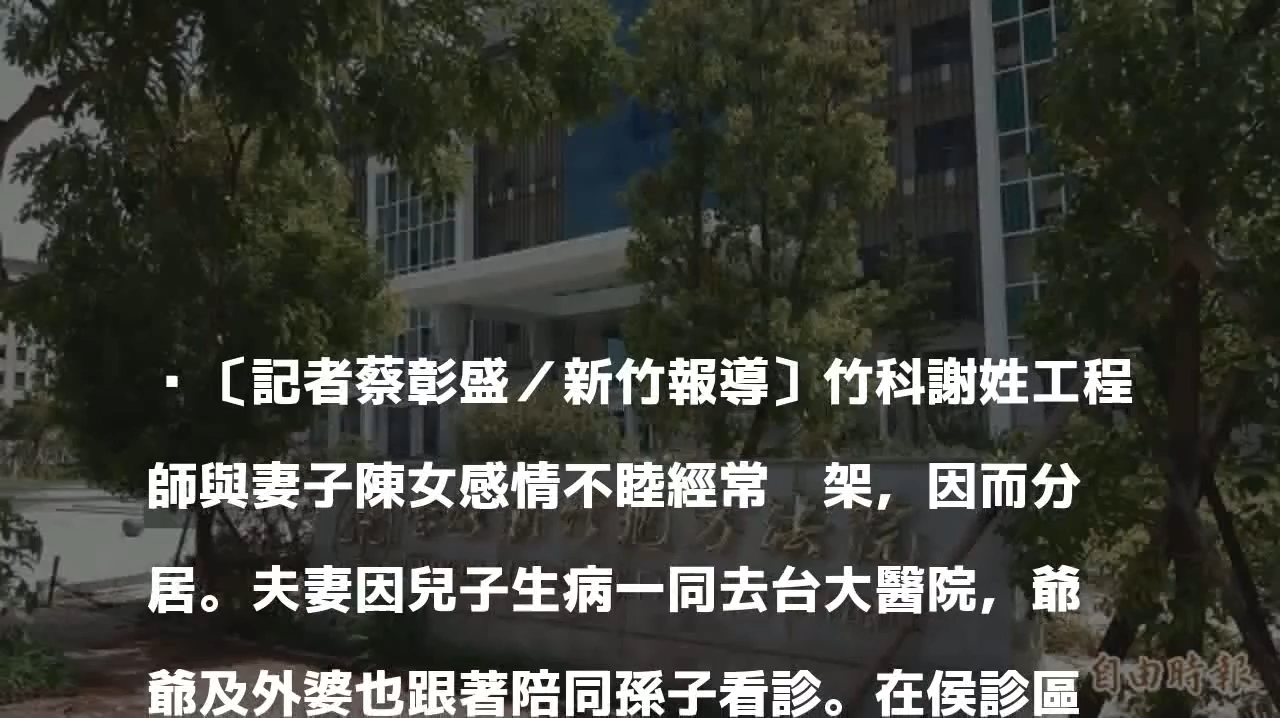 ▪〔記者蔡彰盛／新竹報導〕竹科謝姓工程
師與妻子陳女感情不睦經常　架，因而分
居。夫妻因兒子生病一同去台大醫院，爺
爺及外婆也跟著陪同孫子看診。在侯診區
自由時報